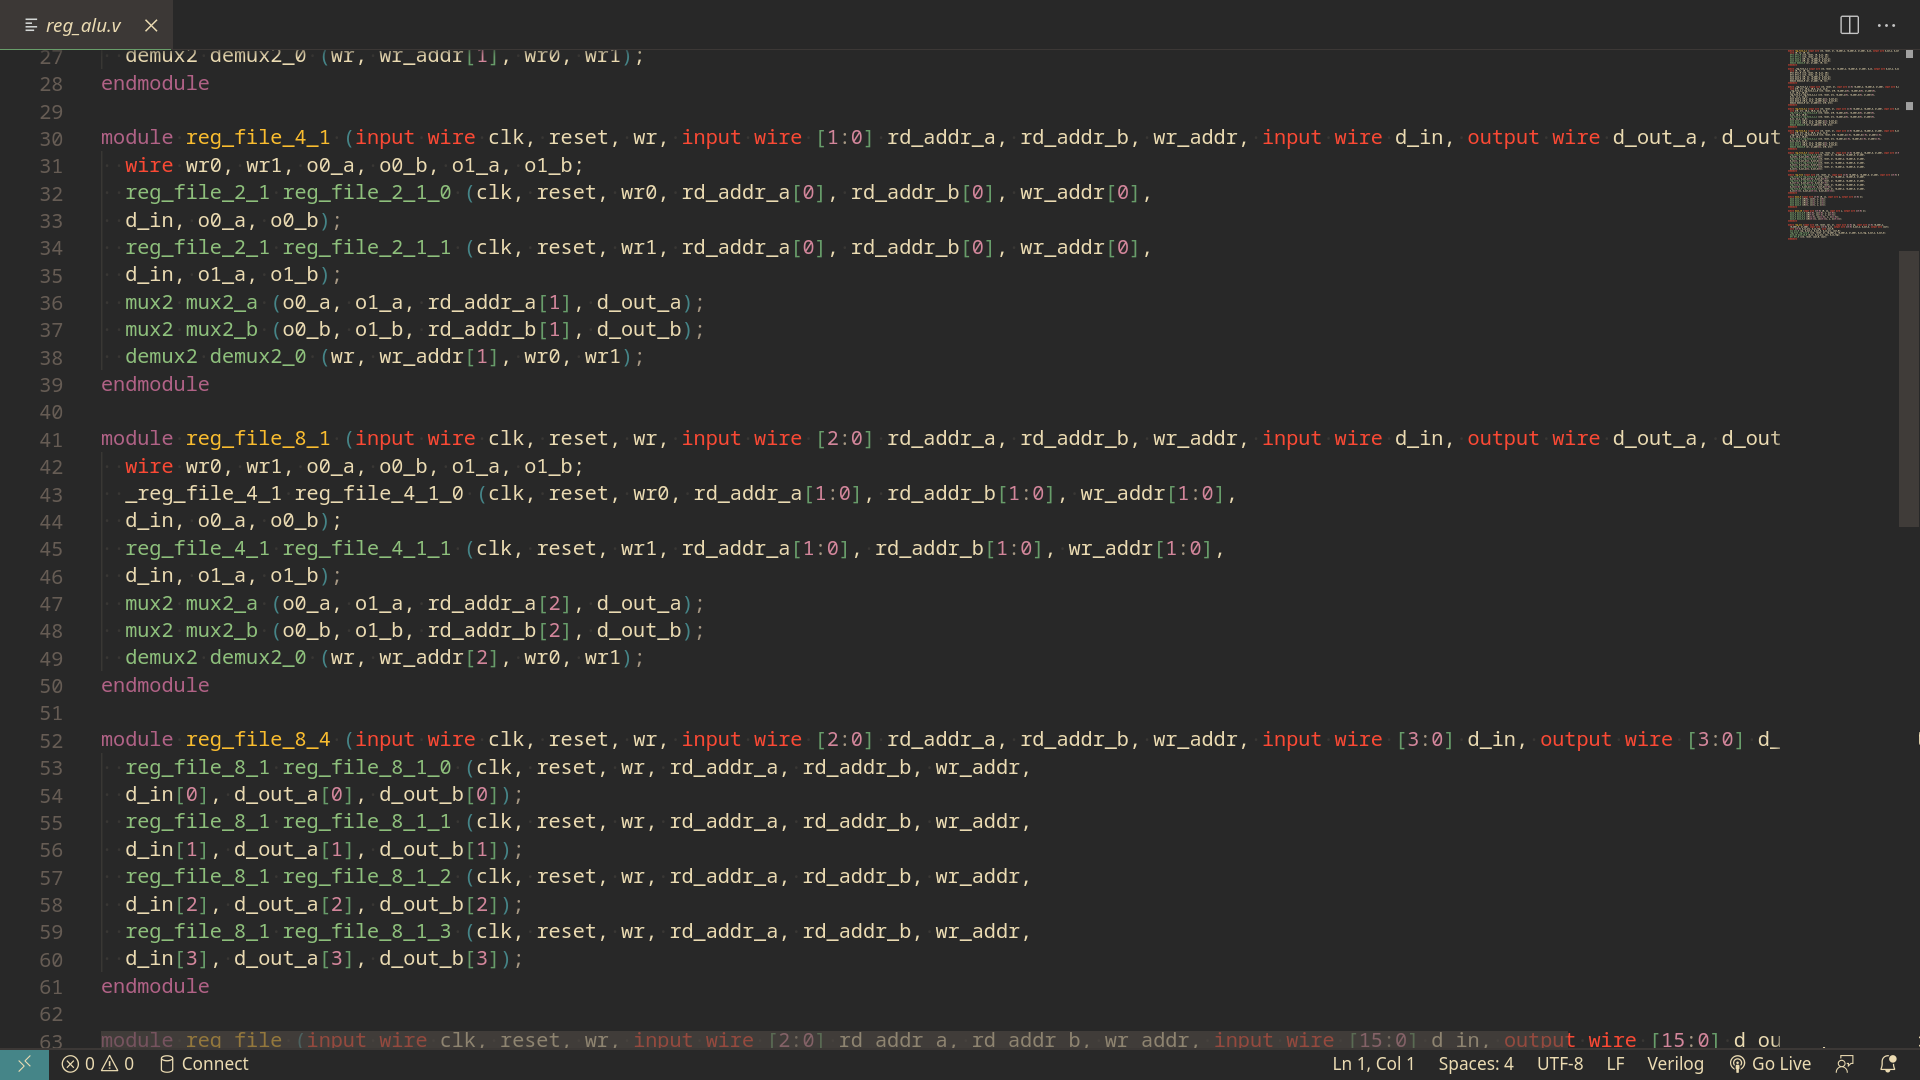 reg_alu.v
27 demux2 demux2_0 (wr, wr_addr[1], wr0, wr1);
28 endmodule
29
30 module reg_file_4_1 (input wire clk, reset, wr, input wire [1:0] rd_addr_a, rd_addr_b, wr_addr, input wire d_in, output wire d_out_a, d_out
31 wire wr0, wr1, o0_a, o0_b, o1_a, o1_b;
32 reg_file_2_1 reg_file_2_1_0 (clk, reset, wr0, rd_addr_a[0], rd_addr_b[0], wr_addr[0],
33 d_in, o0_a, o0_b);
34 reg_file_2_1 reg_file_2_1_1 (clk, reset, wr1, rd_addr_a[0], rd_addr_b[0], wr_addr[0],
35 d_in, o1_a, o1_b);
36 mux2 mux2_a (o0_a, o1_a, rd_addr_a[1], d_out_a);
37 mux2 mux2_b (o0_b, o1_b, rd_addr_b[1], d_out_b);
38 demux2 demux2_0 (wr, wr_addr[1], wr0, wr1);
39 endmodule
40
41 module reg_file_8_1 (input wire clk, reset, wr, input wire [2:0] rd_addr_a, rd_addr_b, wr_addr, input wire d_in, output wire d_out_a, d_out
42 wire wr0, wr1, o0_a, o0_b, o1_a, o1_b;
43 _reg_file_4_1 reg_file_4_1_0 (clk, reset, wr0, rd_addr_a[1:0], rd_addr_b[1:0], wr_addr[1:0],
44 d_in, o0_a, o0_b);
45 reg_file_4_1 reg_file_4_1_1 (clk, reset, wr1, rd_addr_a[1:0], rd_addr_b[1:0], wr_addr[1:0],
46 d_in, o1_a, o1_b);
47 mux2 mux2_a (o0_a, o1_a, rd_addr_a[2], d_out_a);
48 mux2 mux2_b (o0_b, o1_b, rd_addr_b[2], d_out_b);
49 demux2 demux2_0 (wr, wr_addr[2], wr0, wr1);
50 endmodule
51
52 module reg_file_8_4 (input wire clk, reset, wr, input wire [2:0] rd_addr_a, rd_addr_b, wr_addr, input wire [3:0] d_in, output wire [3:0] d_
53 reg_file_8_1 reg_file_8_1_0 (clk, reset, wr, rd_addr_a, rd_addr_b, wr_addr,
54 d_in[0], d_out_a[0], d_out_b[0]);
55 reg_file_8_1 reg_file_8_1_1 (clk, reset, wr, rd_addr_a, rd_addr_b, wr_addr,
56 d_in[1], d_out_a[1], d_out_b[1]);
57 reg_file_8_1 reg_file_8_1_2 (clk, reset, wr, rd_addr_a, rd_addr_b, wr_addr,
58 d_in[2], d_out_a[2], d_out_b[2]);
59 reg_file_8_1 reg_file_8_1_3 (clk, reset, wr, rd_addr_a, rd_addr_b, wr_addr,
60 d_in[3], d_out_a[3], d_out_b[3]);
61 endmodule
62
63 module reg_file (input wire clk, reset, wr, input wire [2:0] rd_addr_a, rd_addr_b, wr_addr, input wire [15:0] d_in, output wire [15:0] d_ou
0 0 Connect Ln 1, Col 1 Spaces: 4 UTF-8 LF Verilog Go Live